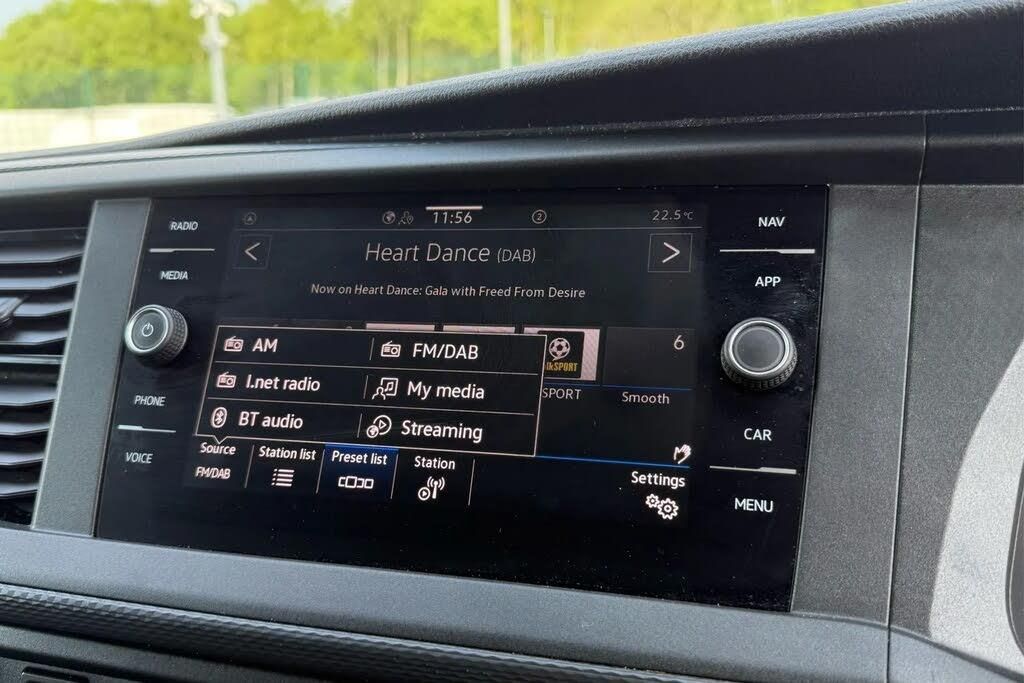 RADIO
MEDIA
PHONE
VOICE
11:56
2
22.5°C
Heart Dance (DAB)
Now on Heart Dance: Gala with Freed From Desire
AM
FM/DAB
I.net radio
My media
BT audio
Streaming
lkSPORT
SPORT
6
Smooth
Source
FM/DAB
Station list
Preset list
Station
Settings
NAV
APP
CAR
MENU